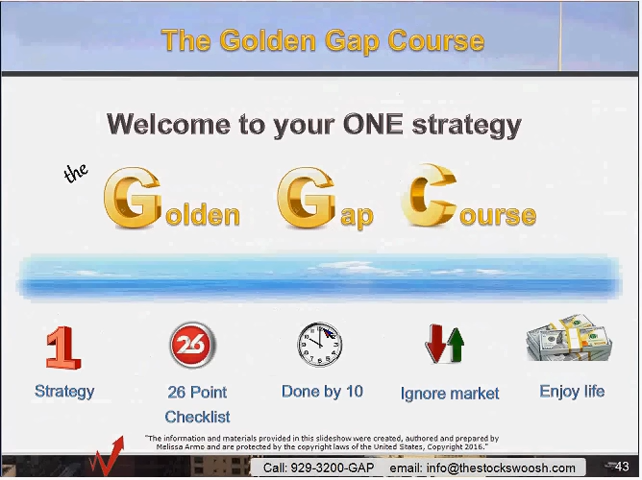 The Golden Gap Course
Welcome to your ONE strategy
the
Golden Gap Course
1
26
Strategy
26 Point
Checklist
Done by 10
Ignore market
Enjoy life
"The information and materials provided in this slideshow were created, authored and prepared by
Melissa Armo and are protected by the copyright laws of the United States, Copyright 2016."
Call: 929-3200-GAP email: info@thestockswoosh.com
43